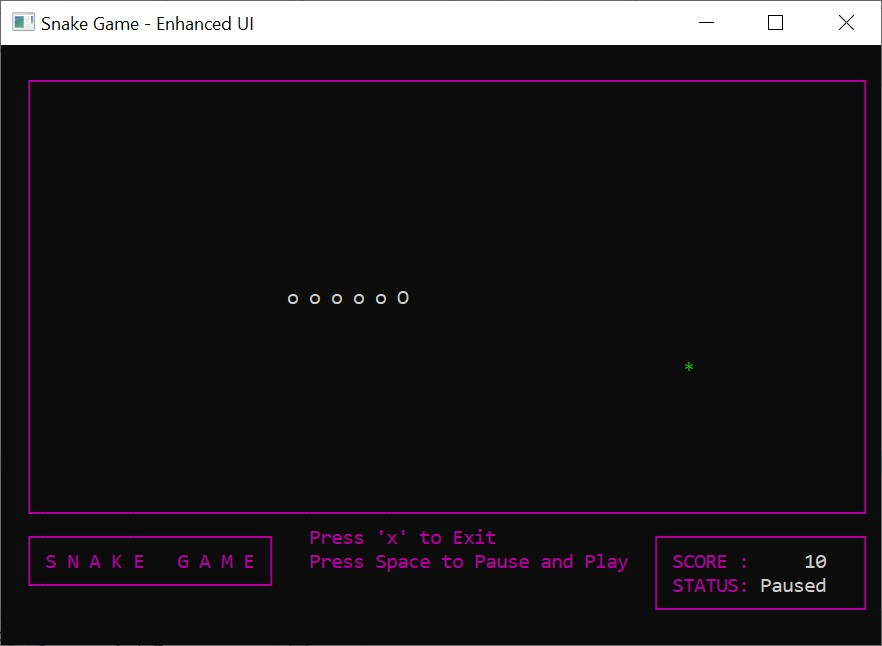 Snake Game - Enhanced UI
o o o o o O
*
Press 'x' to Exit
S N A K E   G A M E
Press Space to Pause and Play
SCORE :     10
STATUS: Paused